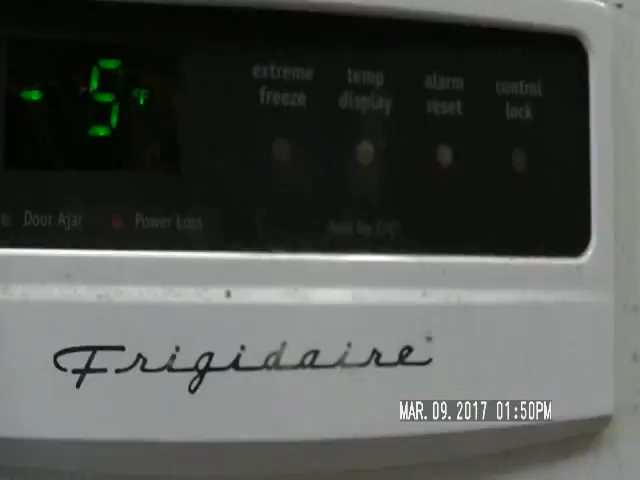 -5°F
extreme freeze
temp display
alarm reset
control lock
Door Ajar
Power Loss
Frigidaire
MAR. 09. 2017 01:50PM